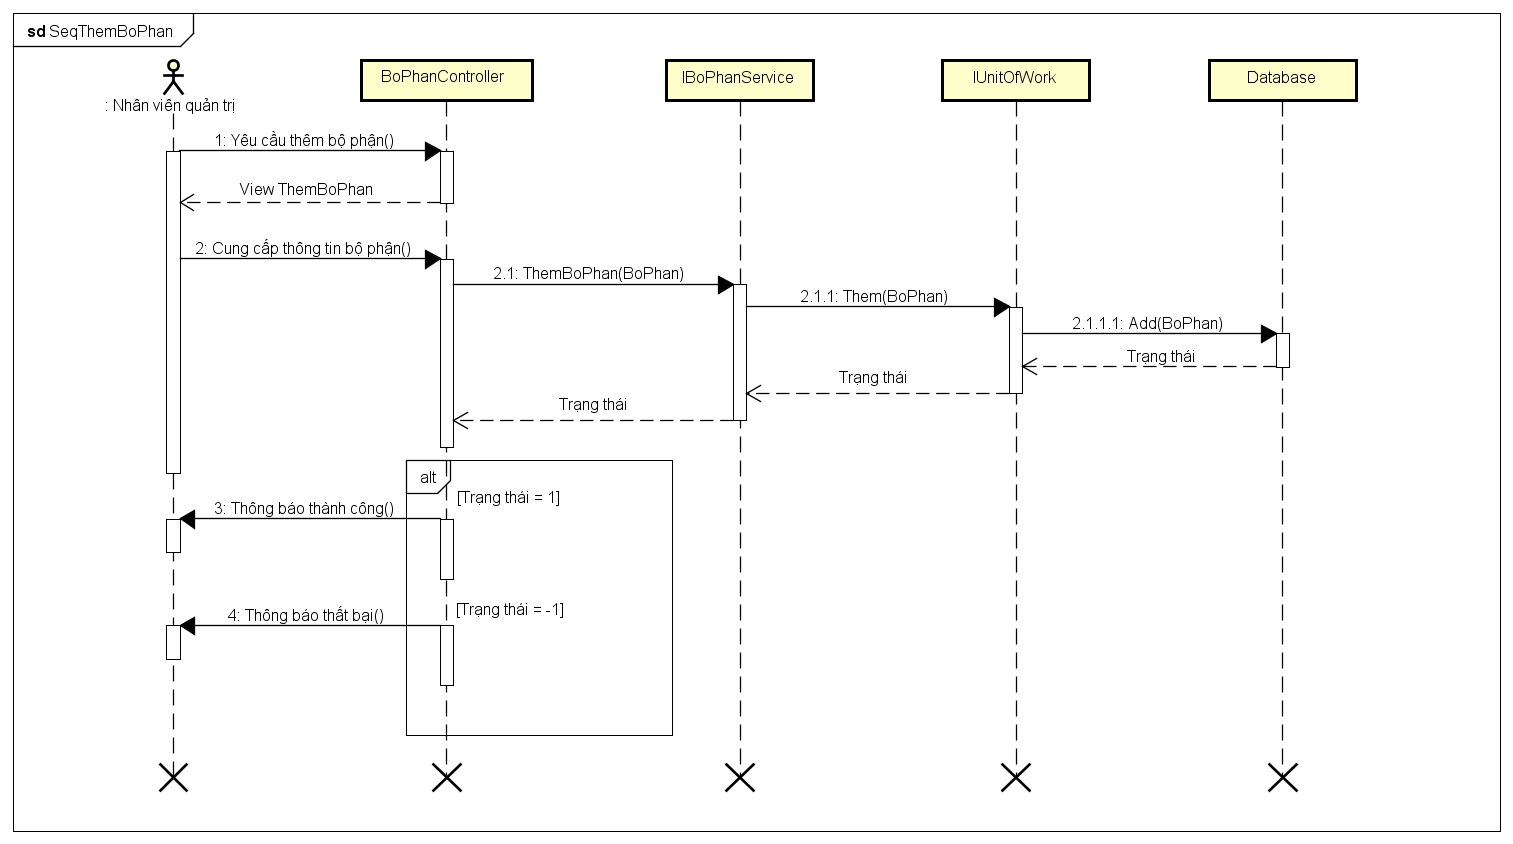 sd SeqThemBoPhan
: Nhân viên quản trị
BoPhanController
IBoPhanService
IUnitOfWork
Database
1: Yêu cầu thêm bộ phận()
View ThemBoPhan
2: Cung cấp thông tin bộ phận()
2.1: ThemBoPhan(BoPhan)
2.1.1: Them(BoPhan)
2.1.1.1: Add(BoPhan)
Trạng thái
Trạng thái
Trạng thái
alt
[Trạng thái = 1]
3: Thông báo thành công()
[Trạng thái = -1]
4: Thông báo thất bại()